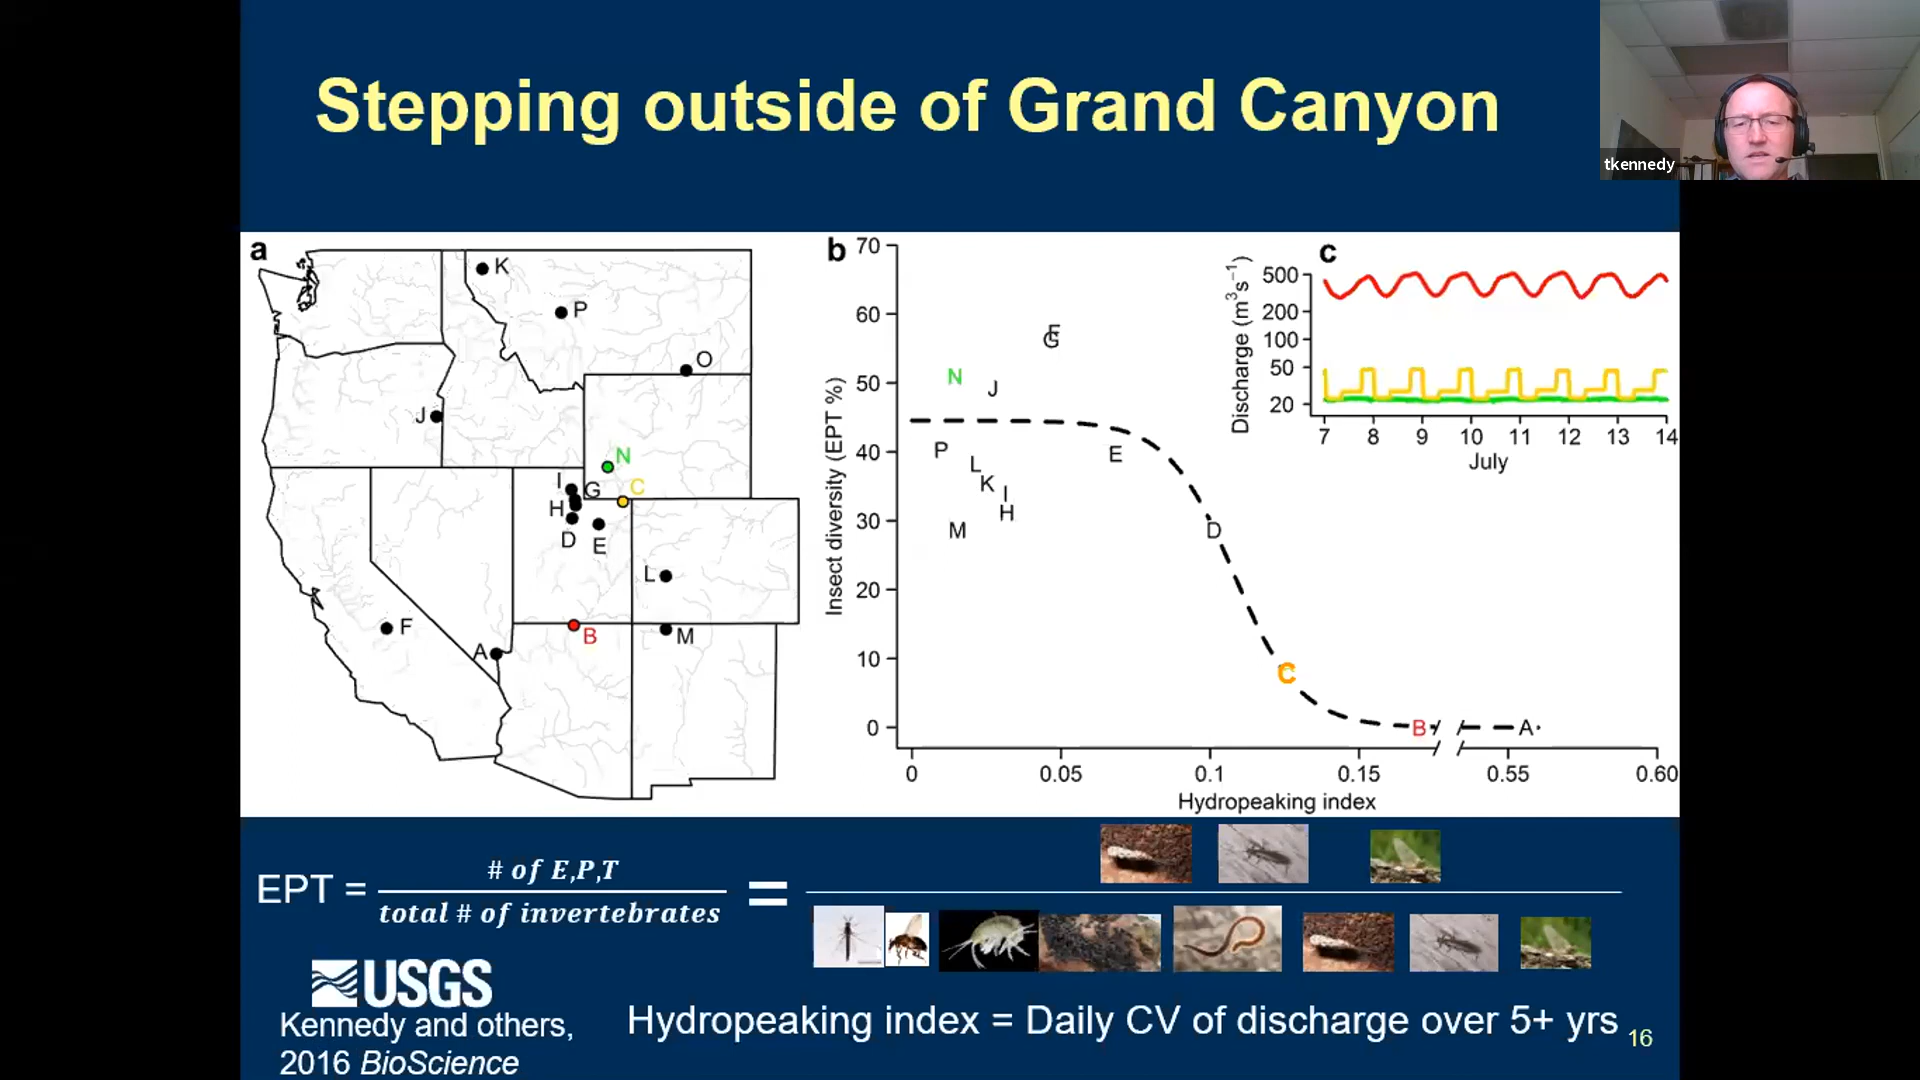 Stepping outside of Grand Canyon
tkennedy
a
K
P
O
J
N
I
G
C
H
D
E
L
F
B
M
A
b
70
60
50
40
30
20
10
0
Insect diversity (EPT %)
F
G
N
J
P
L
K
I
H
M
E
D
C
B
A
0 0.05 0.1 0.15 0.55 0.60
Hydropeaking index
c
500
200
100
50
20
Discharge (m³s⁻¹)
7 8 9 10 11 12 13 14
July
EPT = # of E,P,T
total # of invertebrates
=
USGS
Kennedy and others,
2016 BioScience
Hydropeaking index = Daily CV of discharge over 5+ yrs
16